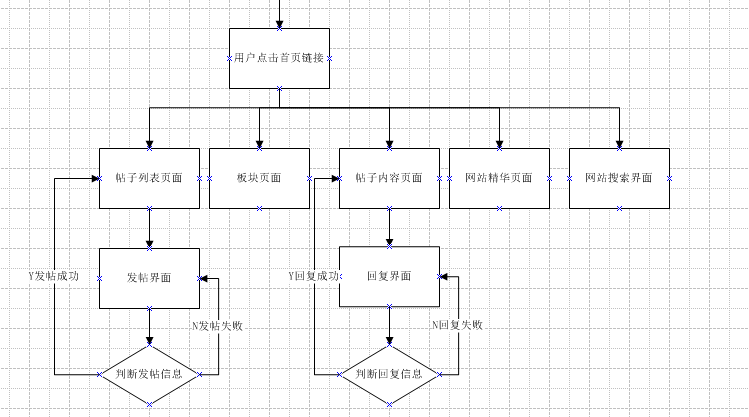 用户点击首页链接
帖子列表页面
板块页面
帖子内容页面
网站精华页面
网站搜索界面
Y发帖成功
发帖界面
Y回复成功
回复界面
N发帖失败
N回复失败
判断发帖信息
判断回复信息